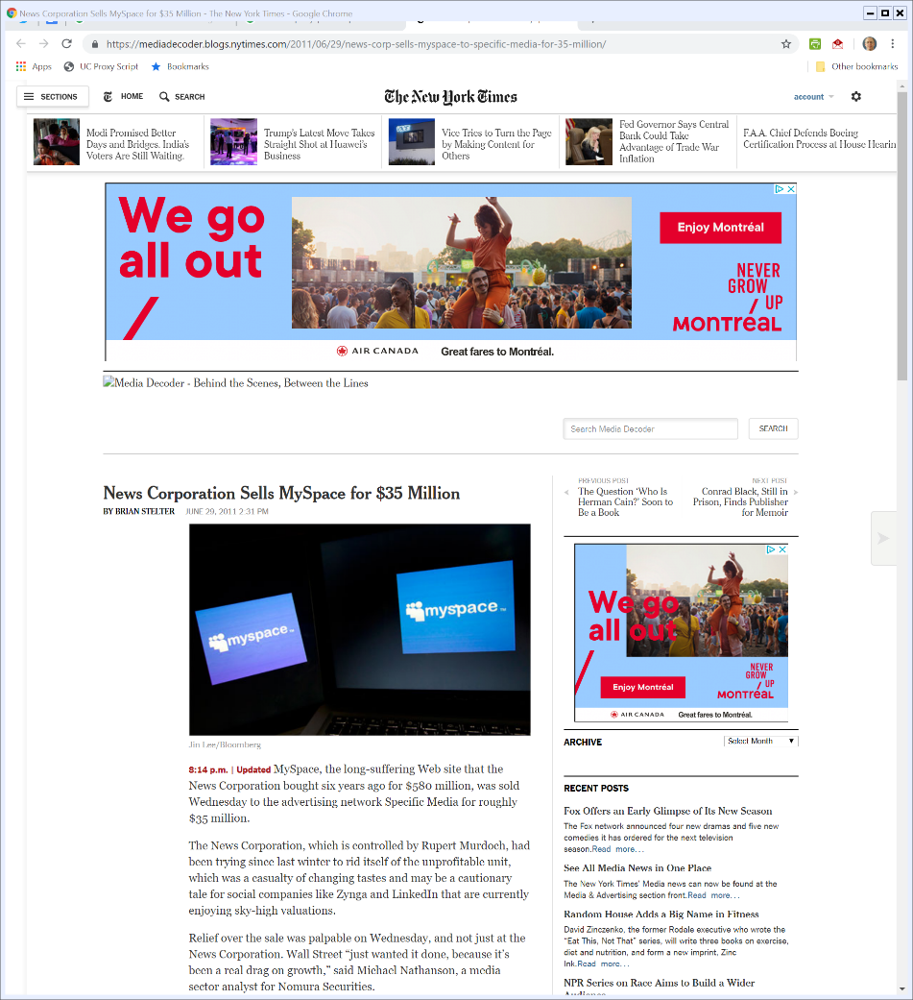 News Corporation Sells MySpace for $35 Million - The New York Times - Google Chrome
https://mediadecoder.blogs.nytimes.com/2011/06/29/news-corp-sells-myspace-to-specific-media-for-35-million/
Apps UC Proxy Script Bookmarks Other bookmarks
SECTIONS HOME SEARCH The New York Times account
Modi Promised Better
Days and Bridges. India's
Voters Are Still Waiting.
Trump's Latest Move Takes
Straight Shot at Huawei's
Business
Vice Tries to Turn the Page
by Making Content for
Others
Fed Governor Says Central
Bank Could Take
Advantage of Trade War
Inflation
F.A.A. Chief Defends Boeing
Certification Process at House Hearin
We go
all out
/
Enjoy Montréal
NEVER
GROW
/ UP
MONTRéAL
AIR CANADA Great fares to Montréal.
Media Decoder - Behind the Scenes, Between the Lines
Search Media Decoder SEARCH
News Corporation Sells MySpace for $35 Million
BY BRIAN STELTER JUNE 29, 2011 2:31 PM
myspace™
myspace™
Jin Lee/Bloomberg
8:14 p.m. | Updated MySpace, the long-suffering Web site that the
News Corporation bought six years ago for $580 million, was sold
Wednesday to the advertising network Specific Media for roughly
$35 million.
The News Corporation, which is controlled by Rupert Murdoch, had
been trying since last winter to rid itself of the unprofitable unit,
which was a casualty of changing tastes and may be a cautionary
tale for social companies like Zynga and LinkedIn that are currently
enjoying sky-high valuations.
Relief over the sale was palpable on Wednesday, and not just at the
News Corporation. Wall Street “just wanted it done, because it's
been a real drag on growth,” said Michael Nathanson, a media
sector analyst for Nomura Securities.
PREVIOUS POST
The Question ‘Who Is
Herman Cain?’ Soon to
Be a Book
NEXT POST
Conrad Black, Still in
Prison, Finds Publisher
for Memoir
We go
all out
/
Enjoy Montréal
NEVER
GROW
/ UP
MONTRéAL
AIR CANADA Great fares to Montréal.
ARCHIVE Select Month
RECENT POSTS
Fox Offers an Early Glimpse of Its New Season
The Fox network announced four new dramas and five new
comedies it has ordered for the next television
season.Read more...
See All Media News in One Place
The New York Times' Media news can now be found at the
Media & Advertising section front.Read more...
Random House Adds a Big Name in Fitness
David Zinczenko, the former Rodale executive who wrote the
“Eat This, Not That” series, will write three books on exercise,
diet and nutrition, and form a new imprint, Zinc
Ink.Read more...
NPR Series on Race Aims to Build a Wider
Audience